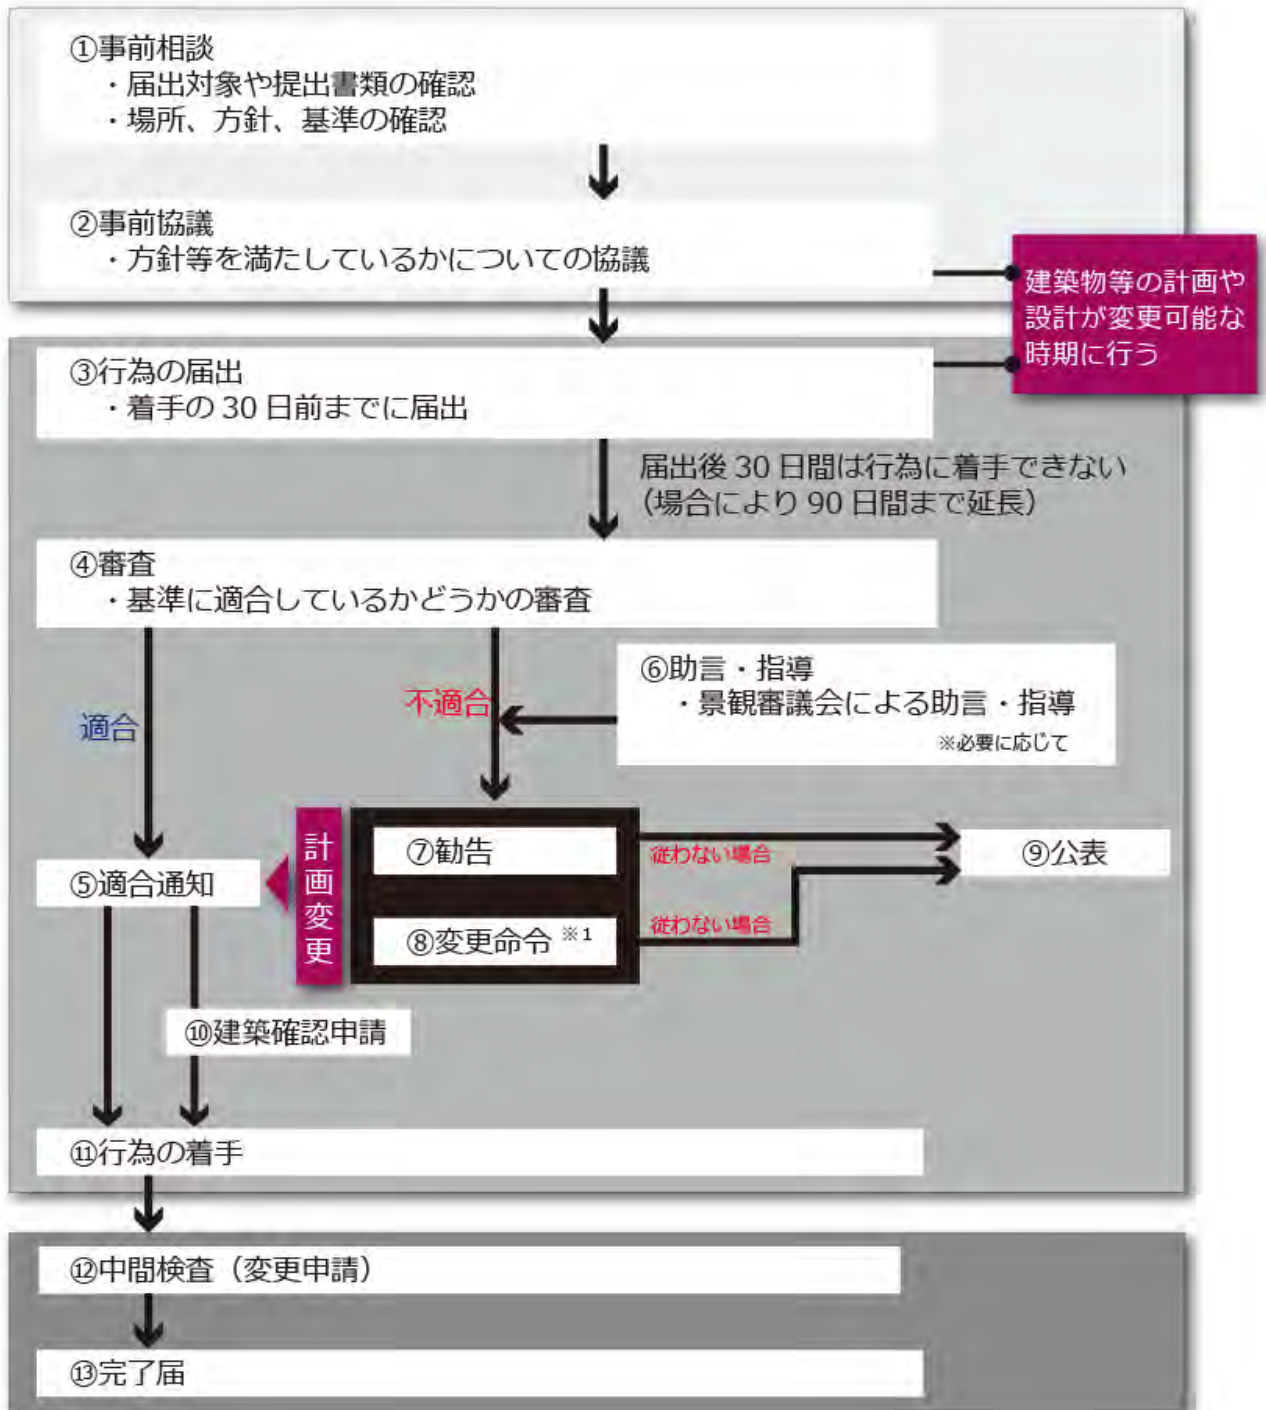 ①事前相談
・届出対象や提出書類の確認
・場所、方針、基準の確認
②事前協議
・方針等を満たしているかについての協議
建築物等の計画や
設計が変更可能な
時期に行う
③行為の届出
・着手の 30 日前までに届出
届出後 30 日間は行為に着手できない
（場合により 90 日間まで延長）
④審査
・基準に適合しているかどうかの審査
適合
不適合
⑥助言・指導
・景観審議会による助言・指導
※必要に応じて
⑤適合通知
計画変更
⑦勧告
従わない場合
⑧変更命令 ※1
従わない場合
⑨公表
⑩建築確認申請
⑪行為の着手
⑫中間検査（変更申請）
⑬完了届